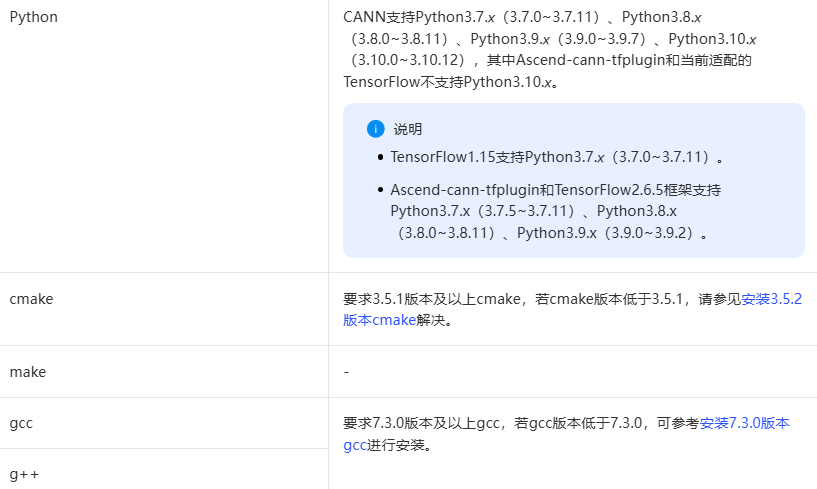 Python
CANN支持Python3.7.x（3.7.0~3.7.11）、Python3.8.x
（3.8.0~3.8.11）、Python3.9.x（3.9.0~3.9.7）、Python3.10.x
（3.10.0~3.10.12），其中Ascend-cann-tfplugin和当前适配的
TensorFlow不支持Python3.10.x。
说明
• TensorFlow1.15支持Python3.7.x（3.7.0~3.7.11）。
• Ascend-cann-tfplugin和TensorFlow2.6.5框架支持
Python3.7.x（3.7.5~3.7.11）、Python3.8.x
（3.8.0~3.8.11）、Python3.9.x（3.9.0~3.9.2）。
cmake
要求3.5.1版本及以上cmake，若cmake版本低于3.5.1，请参见安装3.5.2
版本cmake解决。
make
-
gcc
要求7.3.0版本及以上gcc，若gcc版本低于7.3.0，可参考安装7.3.0版本
gcc进行安装。
g++